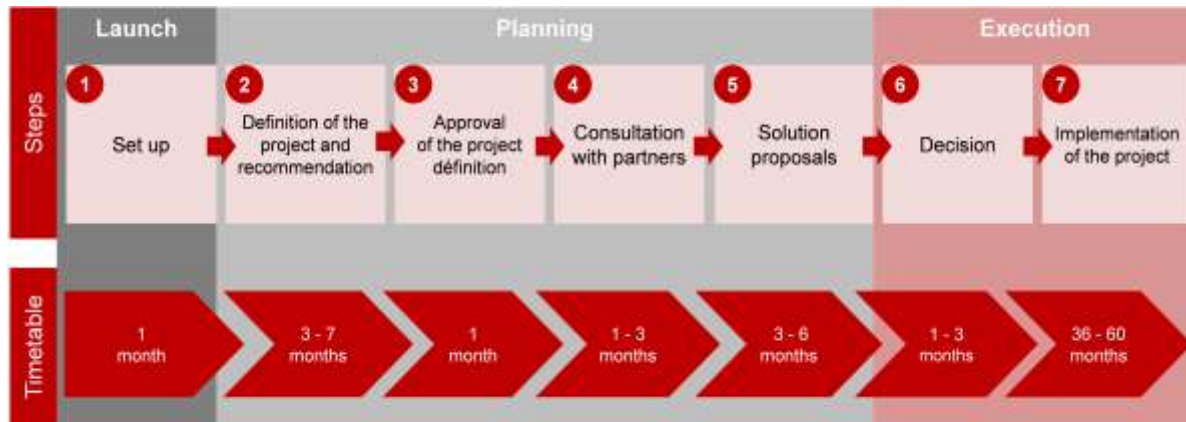 Launch
Planning
Execution
Steps
1
Set up
2
Definition of the
project and
recommendation
3
Approval
of the project
définition
4
Consultation
with partners
5
Solution
proposals
6
Decision
7
Implementation
of the project
Timetable
1
month
3 - 7
months
1
month
1 - 3
months
3 - 6
months
1 - 3
months
36 - 60
months